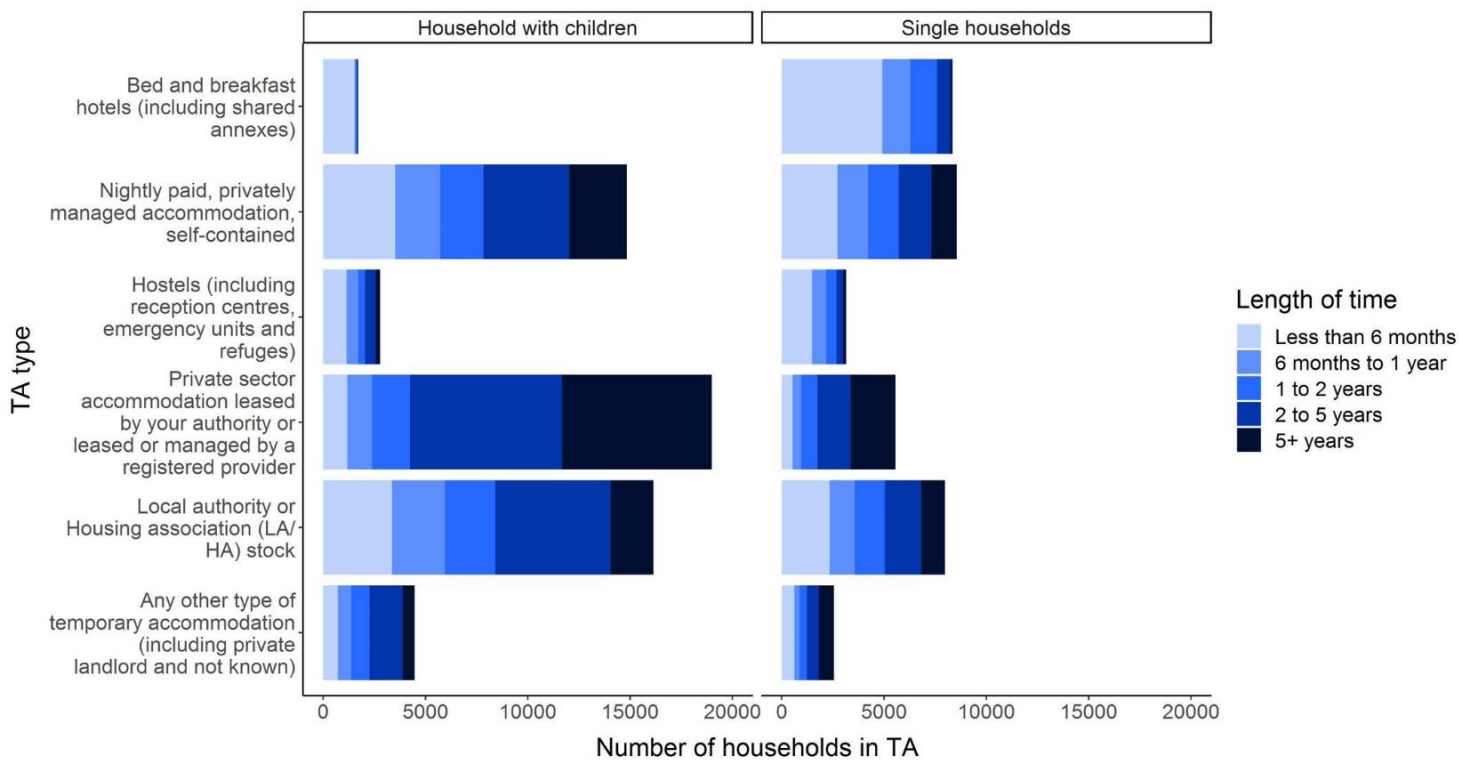 Household with children
Single households
Bed and breakfast
hotels (including shared
annexes)
Nightly paid, privately
managed accommodation,
self-contained
Hostels (including
reception centres,
emergency units and
refuges)
Private sector
accommodation leased
by your authority or
leased or managed by a
registered provider
Local authority or
Housing association (LA/
HA) stock
Any other type of
temporary accommodation
(including private
landlord and not known)
TA type
0 5000 10000 15000 20000
0 5000 10000 15000 20000
Number of households in TA
Length of time
Less than 6 months
6 months to 1 year
1 to 2 years
2 to 5 years
5+ years